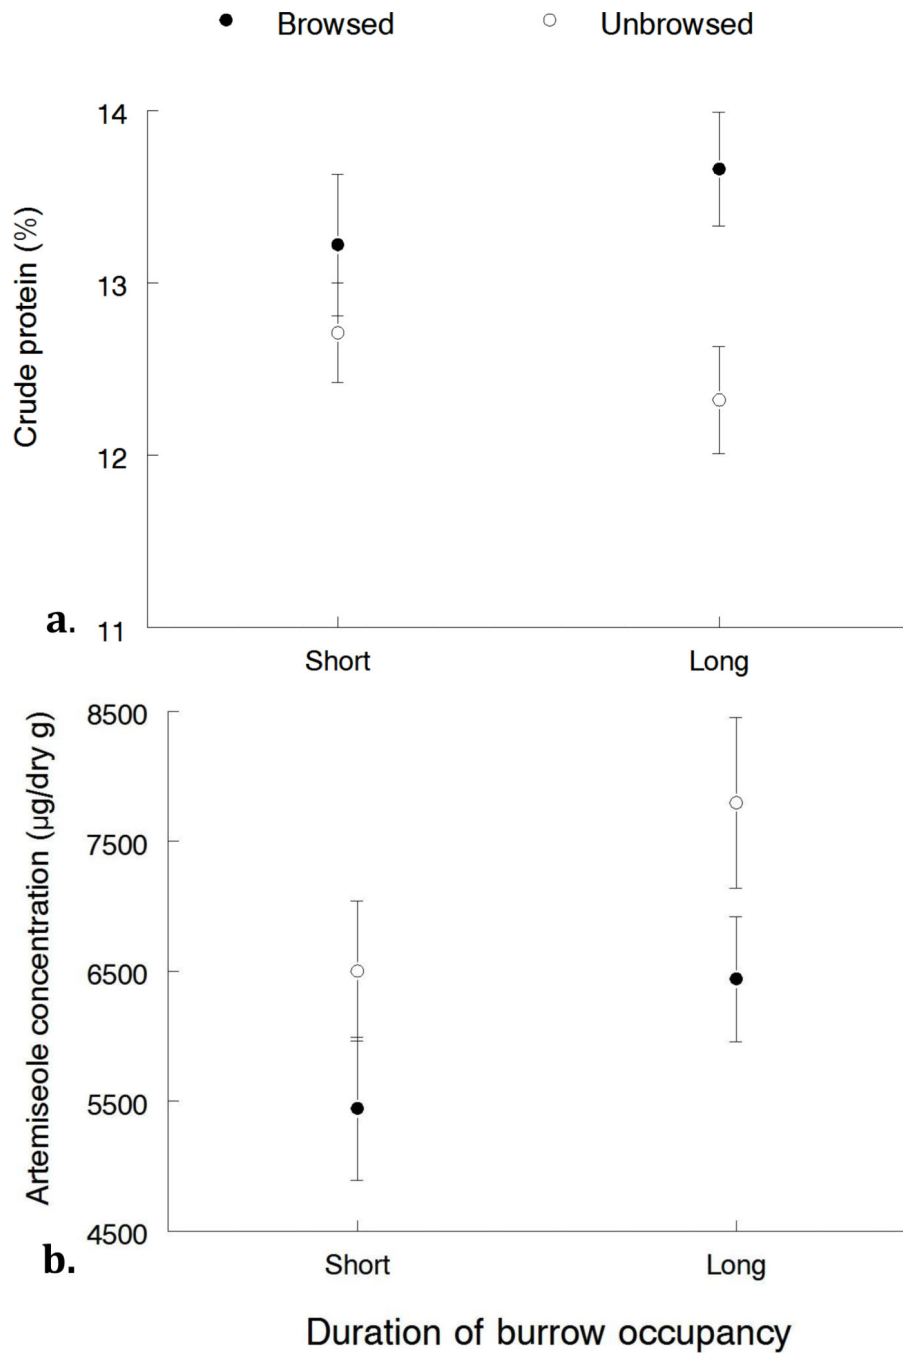 Browsed Unbrowsed
Crude protein (%)
14
13
12
11
a.
Short Long
Artemiseole concentration (µg/dry g)
8500
7500
6500
5500
4500
b.
Short Long
Duration of burrow occupancy